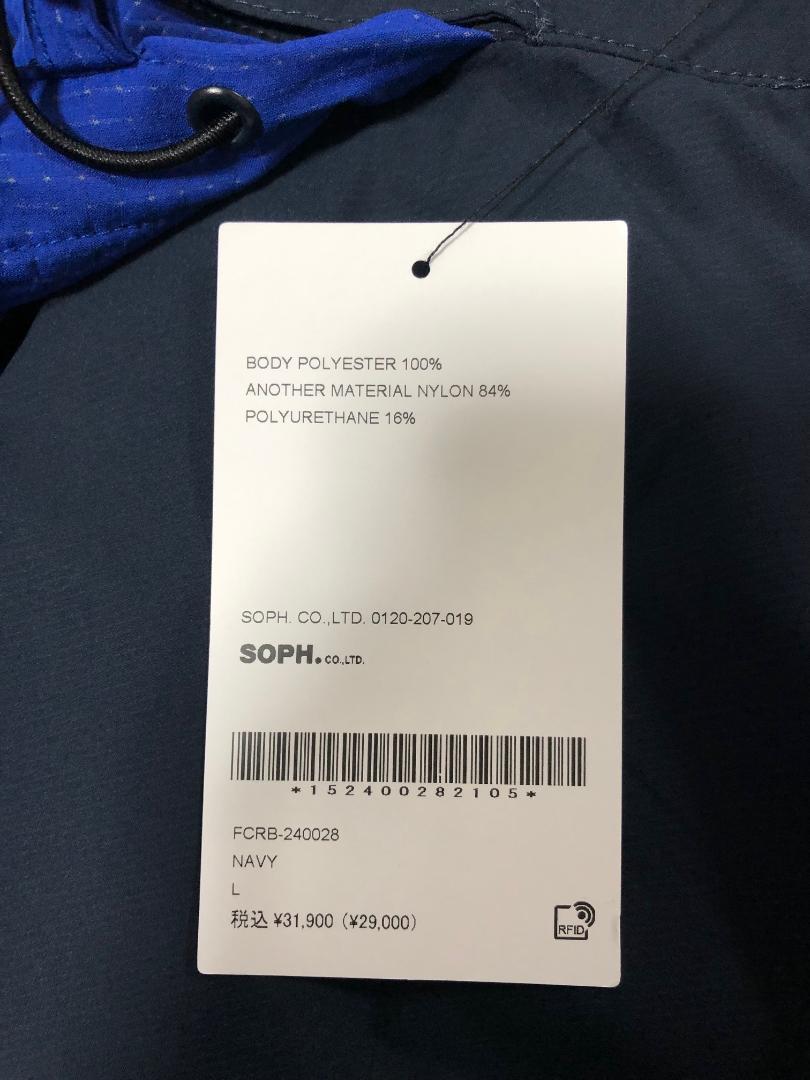 BODY POLYESTER 100%
ANOTHER MATERIAL NYLON 84%
POLYURETHANE 16%
SOPH. CO.,LTD. 0120-207-019
SOPH. CO.,LTD.
*152400282105*
FCRB-240028
NAVY
L
税込 ¥31,900 (¥29,000)
RFID